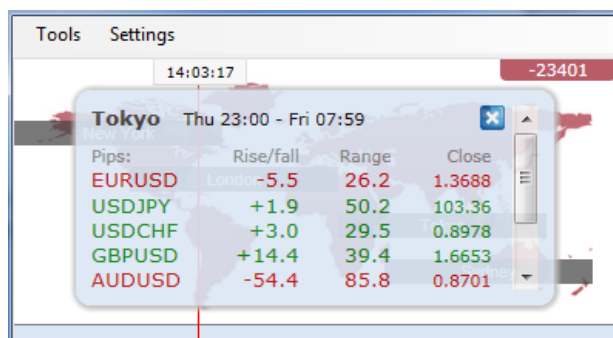 Tools Settings
14:03:17
-23401
Tokyo Thu 23:00 - Fri 07:59
New York
Pips: Rise/fall Range Close
EURUSD -5.5 26.2 1.3688
London
USDJPY +1.9 50.2 103.36
USDCHF +3.0 29.5 0.8978
GBPUSD +14.4 39.4 1.6653
Sydney
AUDUSD -54.4 85.8 0.8701